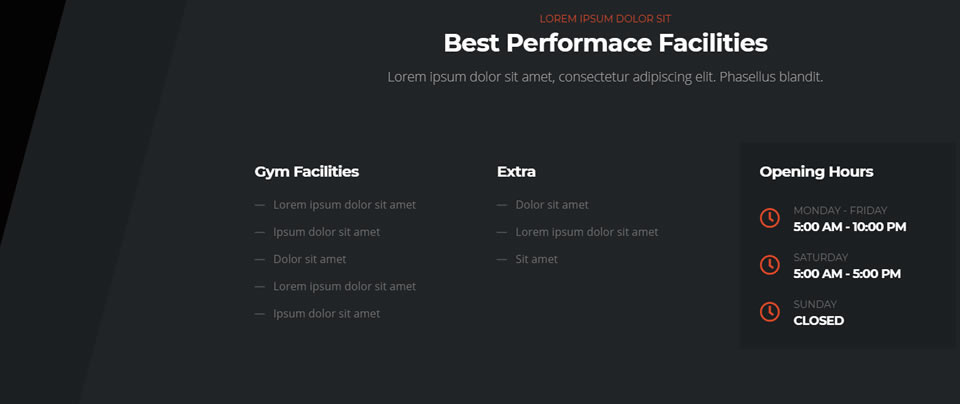 LOREM IPSUM DOLOR SIT
Best Performace Facilities
Lorem ipsum dolor sit amet, consectetur adipiscing elit. Phasellus blandit.
Gym Facilities
— Lorem ipsum dolor sit amet
— Ipsum dolor sit amet
— Dolor sit amet
— Lorem ipsum dolor sit amet
— Ipsum dolor sit amet
Extra
— Dolor sit amet
— Lorem ipsum dolor sit amet
— Sit amet
Opening Hours
MONDAY - FRIDAY
5:00 AM - 10:00 PM
SATURDAY
5:00 AM - 5:00 PM
SUNDAY
CLOSED